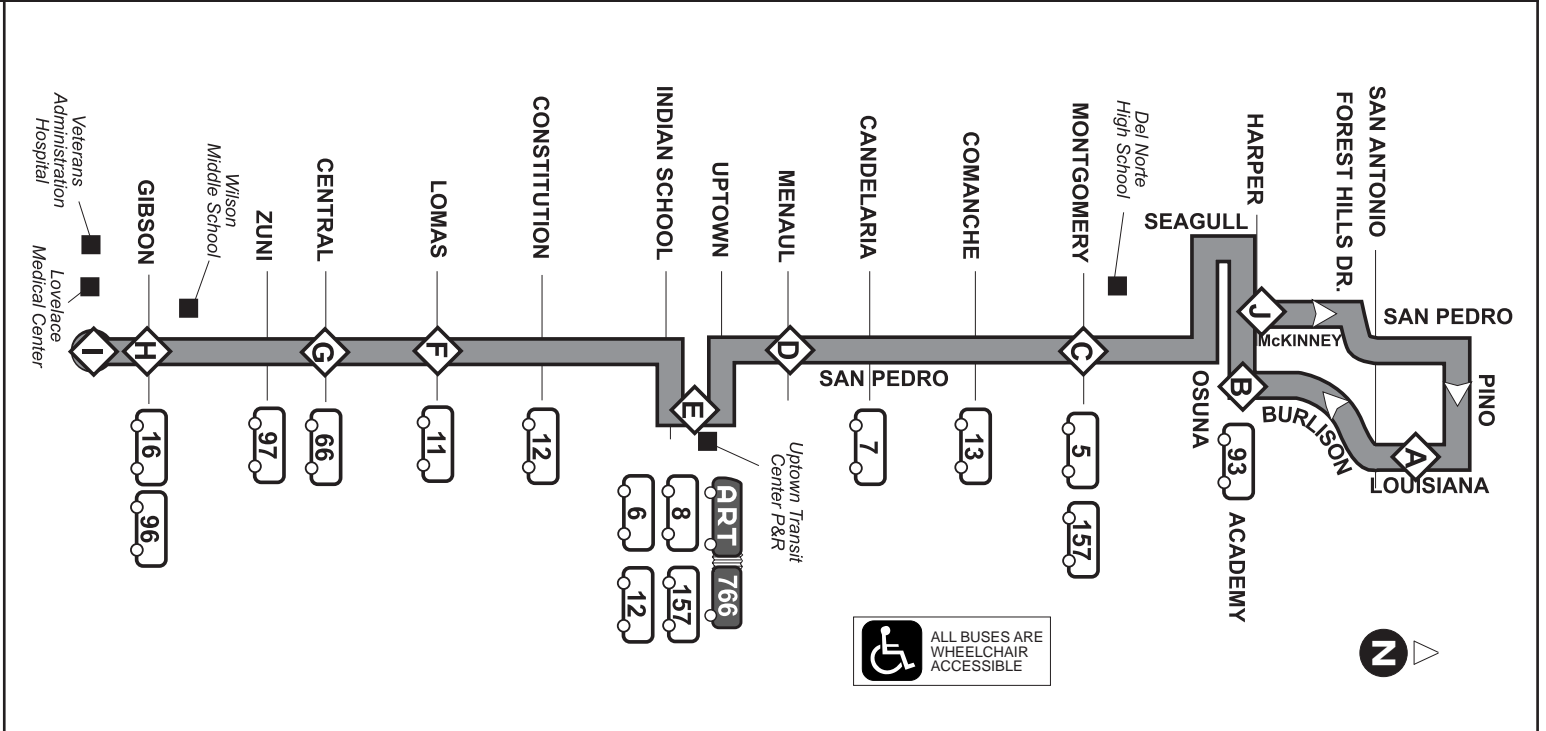 Veterans
Administration
Hospital
Lovelace
Medical Center
GIBSON
Wilson
Middle School
ZUNI
CENTRAL
LOMAS
CONSTITUTION
INDIAN SCHOOL
UPTOWN
MENAUL
CANDELARIA
COMANCHE
MONTGOMERY
Del Norte
High School
SEAGULL
HARPER
FOREST HILLS DR.
SAN ANTONIO
SAN PEDRO
McKINNEY
PINO
I
H
G
F
E
D
C
B
J
A
SAN PEDRO
OSUNA
BURLISON
LOUISIANA
ACADEMY
16
96
97
66
11
12
6
12
8
157
ART
766
Uptown Transit
Center P&R
7
13
5
157
93
ALL BUSES ARE
WHEELCHAIR
ACCESSIBLE
N